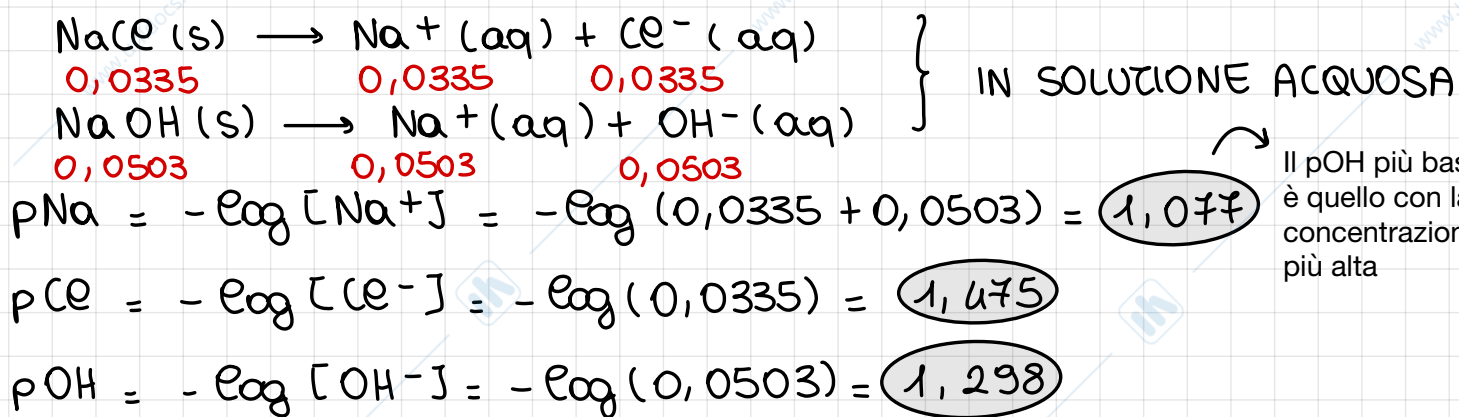 NaCl (s) → Na+ (aq) + Cl- (aq)
0,0335 0,0335 0,0335
IN SOLUZIONE ACQUOSA
NaOH (s) → Na+ (aq) + OH- (aq)
0,0503 0,0503 0,0503
Il pOH più bas
è quello con la
concentrazion
più alta
pNa = - log [Na+] = - log (0,0335 + 0,0503) = 1,077
pCl = - log [Cl-] = - log (0,0335) = 1,475
pOH = - log [OH-] = - log (0,0503) = 1,298